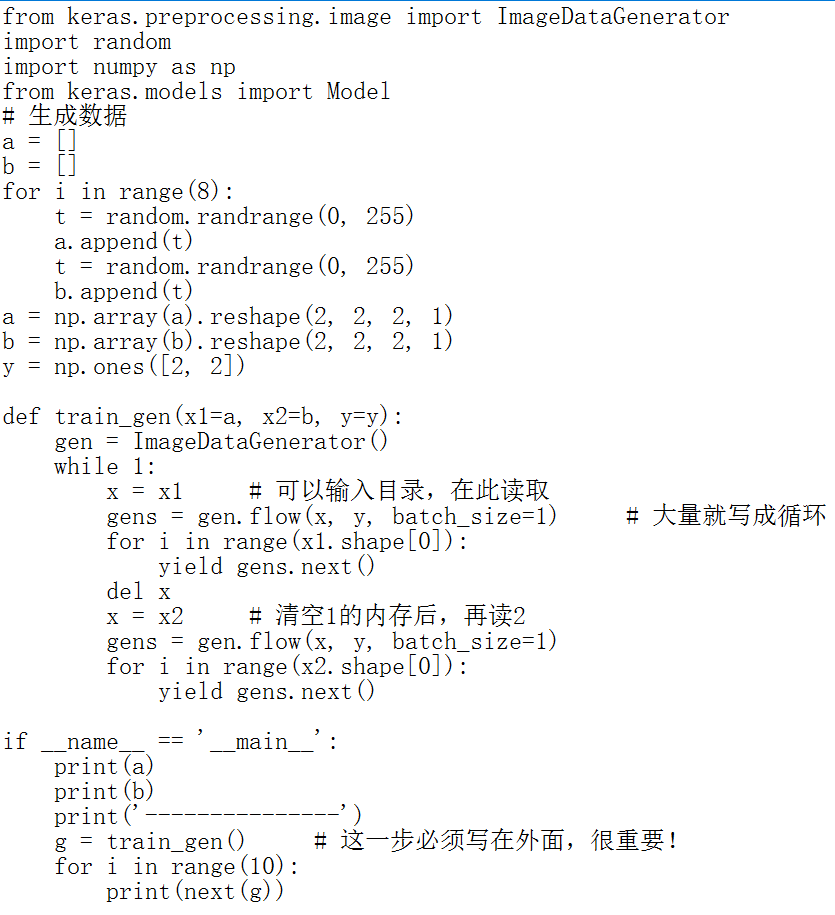 from keras.preprocessing.image import ImageDataGenerator
import random
import numpy as np
from keras.models import Model
# 生成数据
a = []
b = []
for i in range(8):
    t = random.randrange(0, 255)
    a.append(t)
    t = random.randrange(0, 255)
    b.append(t)
a = np.array(a).reshape(2, 2, 2, 1)
b = np.array(b).reshape(2, 2, 2, 1)
y = np.ones([2, 2])

def train_gen(x1=a, x2=b, y=y):
    gen = ImageDataGenerator()
    while 1:
        x = x1     # 可以输入目录，在此读取
        gens = gen.flow(x, y, batch_size=1)     # 大量就写成循环
        for i in range(x1.shape[0]):
            yield gens.next()
        del x
        x = x2     # 清空1的内存后，再读2
        gens = gen.flow(x, y, batch_size=1)
        for i in range(x2.shape[0]):
            yield gens.next()

if __name__ == '__main__':
    print(a)
    print(b)
    print('---------------')
    g = train_gen()     # 这一步必须写在外面，很重要！
    for i in range(10):
        print(next(g))